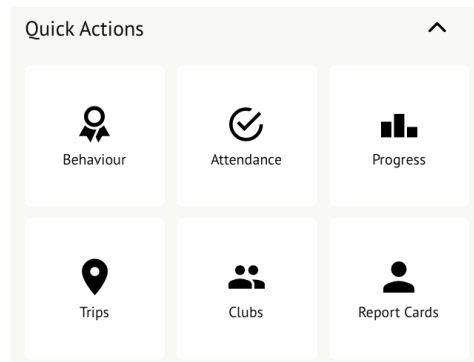 Quick Actions
Behaviour
Attendance
Progress
Trips
Clubs
Report Cards